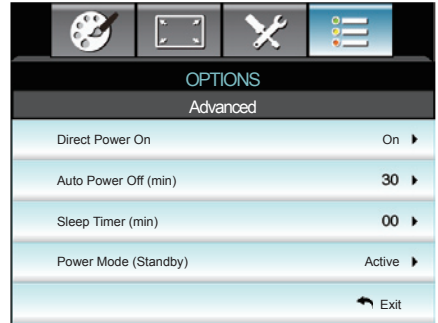 OPTIONS
Advanced
Direct Power On On
Auto Power Off (min) 30
Sleep Timer (min) 00
Power Mode (Standby) Active
Exit